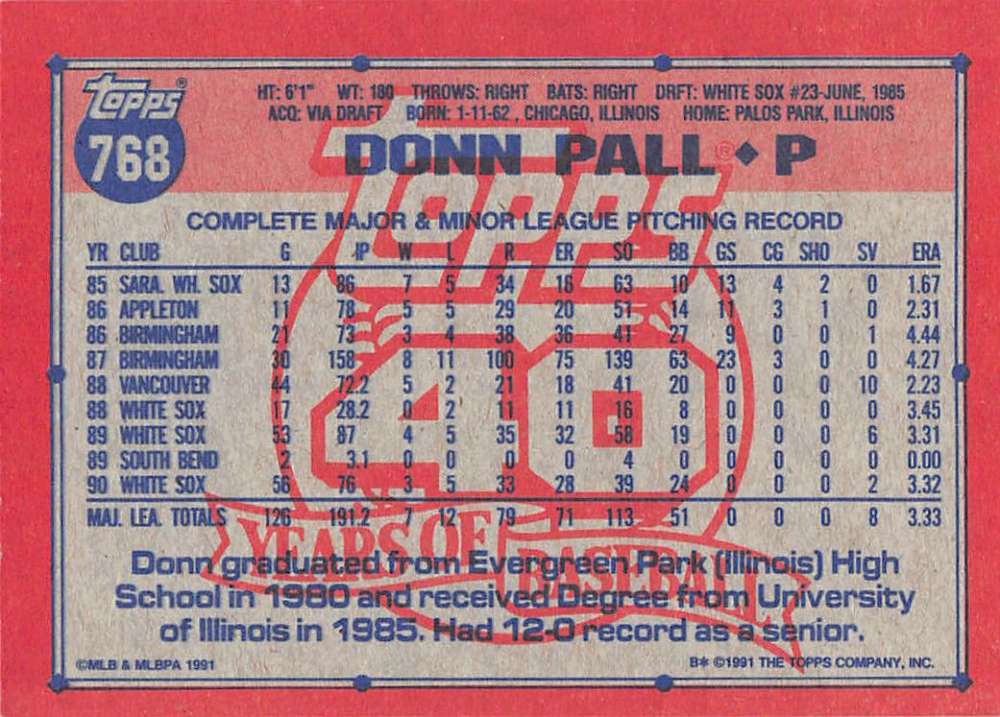 Topps®
768
HT: 6'1" WT: 180 THROWS: RIGHT BATS: RIGHT DRFT: WHITE SOX #23-JUNE, 1985
ACQ: VIA DRAFT BORN: 1-11-62 , CHICAGO, ILLINOIS HOME: PALOS PARK, ILLINOIS
DONN PALL ◆ P
Topps®
COMPLETE MAJOR & MINOR LEAGUE PITCHING RECORD
YR CLUB G IP W L R ER SO BB GS CG SHO SV ERA
85 SARA. WH. SOX 13 86 7 5 34 16 63 10 13 4 2 0 1.67
86 APPLETON 11 78 5 5 29 20 51 14 11 3 1 0 2.31
86 BIRMINGHAM 21 73 3 4 38 36 41 27 9 0 0 1 4.44
87 BIRMINGHAM 30 158 8 11 100 75 139 63 23 3 0 0 4.27
88 VANCOUVER 44 72.2 5 2 21 18 41 20 0 0 0 10 2.23
88 WHITE SOX 17 28.2 0 2 11 11 16 8 0 0 0 0 3.45
89 WHITE SOX 53 87 4 5 35 32 58 19 0 0 0 6 3.31
89 SOUTH BEND 2 3.1 0 0 0 0 4 0 0 0 0 0 0.00
90 WHITE SOX 56 76 3 5 33 28 39 24 0 0 0 2 3.32
MAJ. LEA. TOTALS 126 191.2 7 12 79 71 113 51 0 0 0 8 3.33
40
YEARS OF
BASEBALL
Donn graduated from Evergreen Park (Illinois) High
School in 1980 and received Degree from University
of Illinois in 1985. Had 12-0 record as a senior.
©MLB & MLBPA 1991
B* ©1991 THE TOPPS COMPANY, INC.